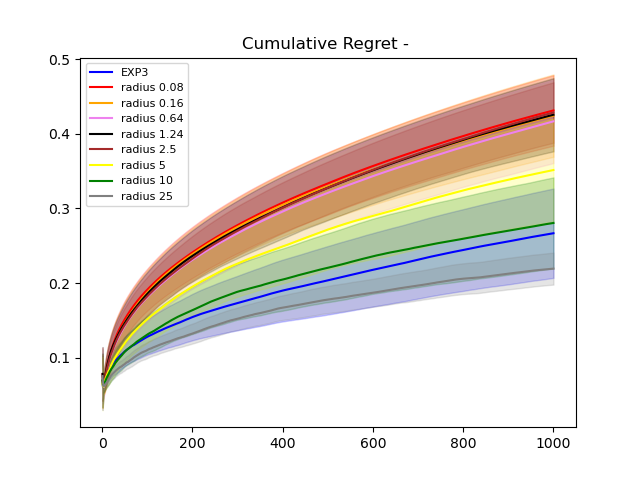 Cumulative Regret -
0.5
0.4
0.3
0.2
0.1
EXP3
radius 0.08
radius 0.16
radius 0.64
radius 1.24
radius 2.5
radius 5
radius 10
radius 25
0 200 400 600 800 1000